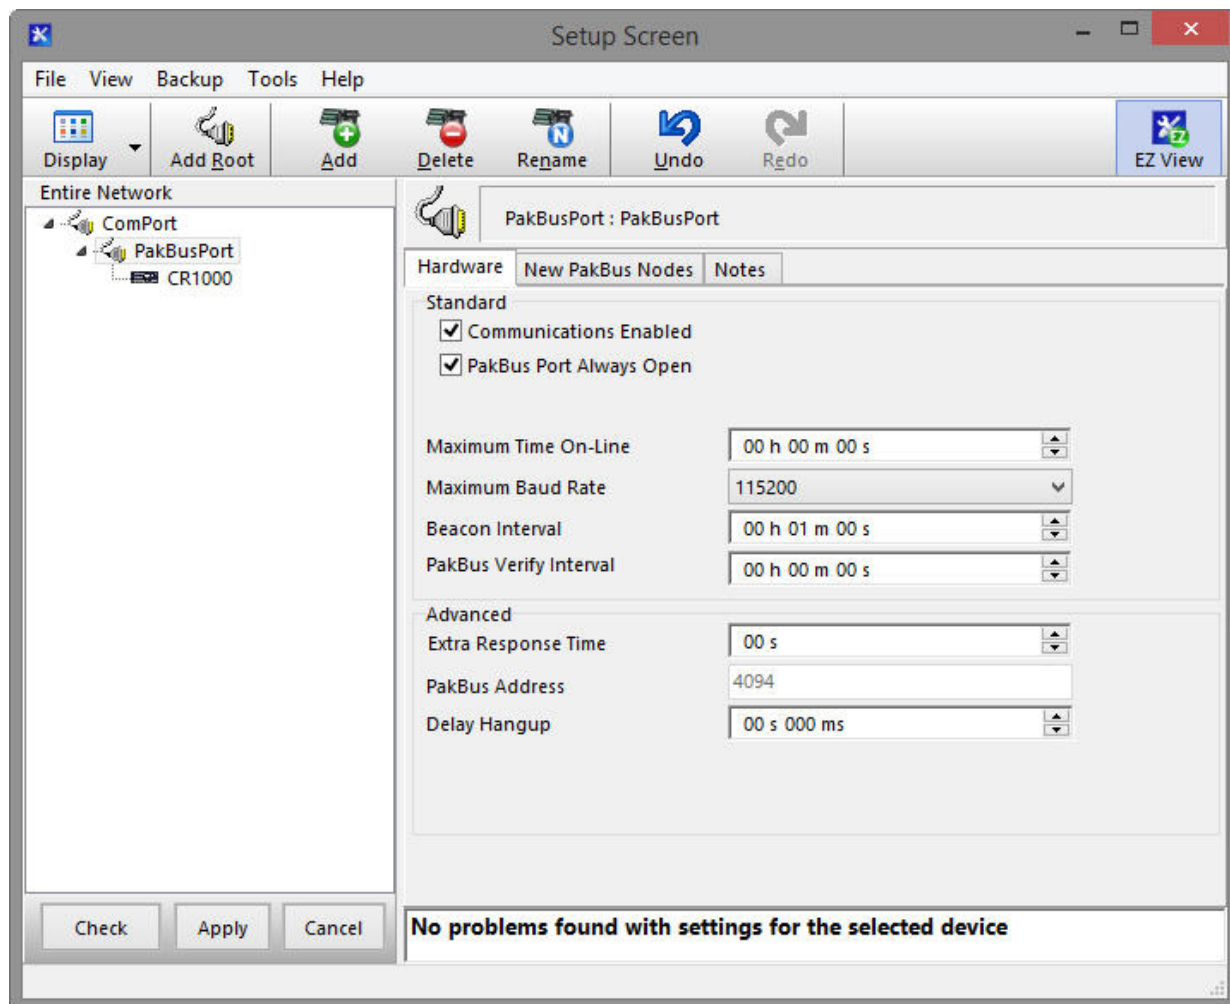 Setup Screen
File View Backup Tools Help
Display Add Root Add Delete Rename Undo Redo EZ View
Entire Network
ComPort
PakBusPort
CR1000
PakBusPort : PakBusPort
Hardware New PakBus Nodes Notes
Standard
Communications Enabled
PakBus Port Always Open
Maximum Time On-Line 00 h 00 m 00 s
Maximum Baud Rate 115200
Beacon Interval 00 h 01 m 00 s
PakBus Verify Interval 00 h 00 m 00 s
Advanced
Extra Response Time 00 s
PakBus Address 4094
Delay Hangup 00 s 000 ms
Check Apply Cancel
No problems found with settings for the selected device